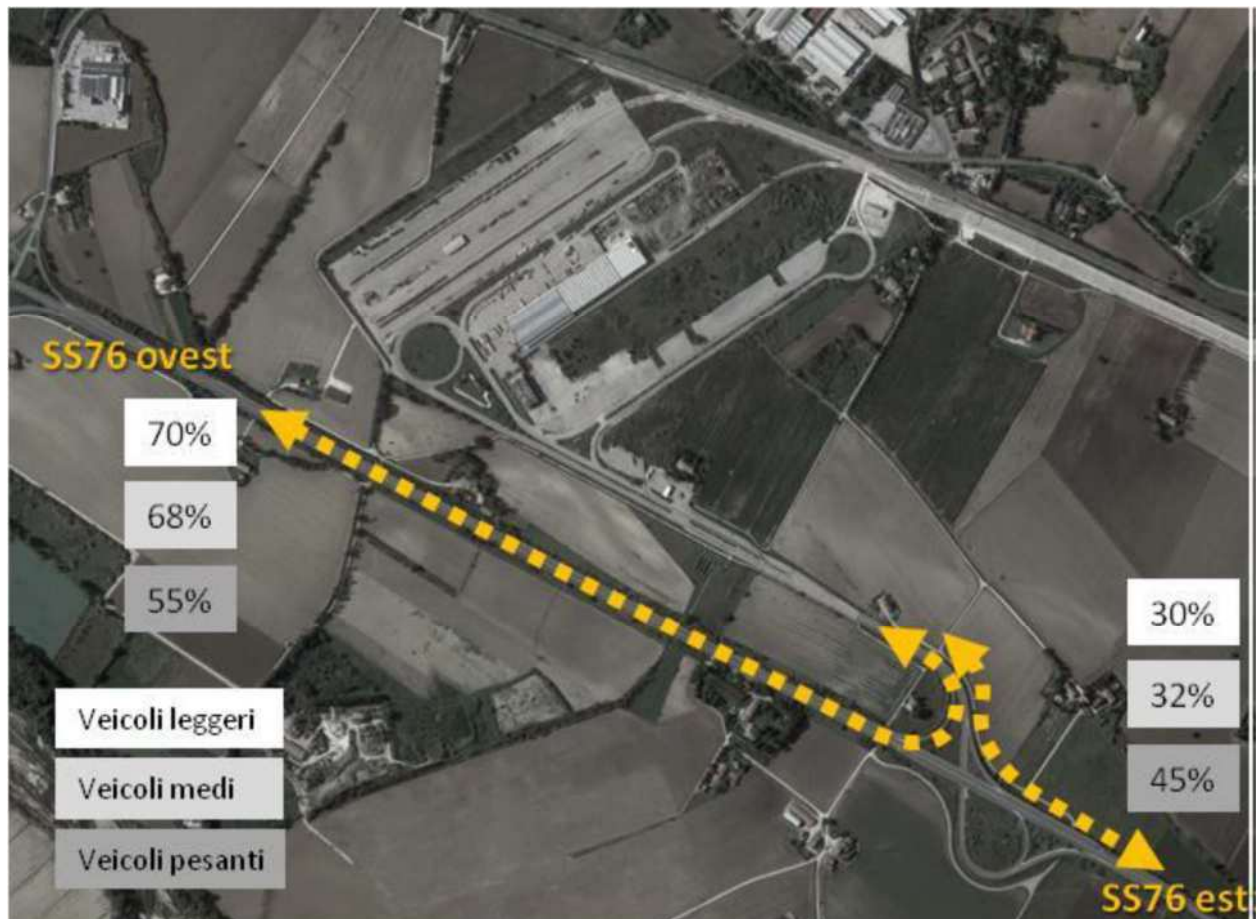 SS76 ovest
70%
68%
55%
Veicoli leggeri
Veicoli medi
Veicoli pesanti
30%
32%
45%
SS76 est